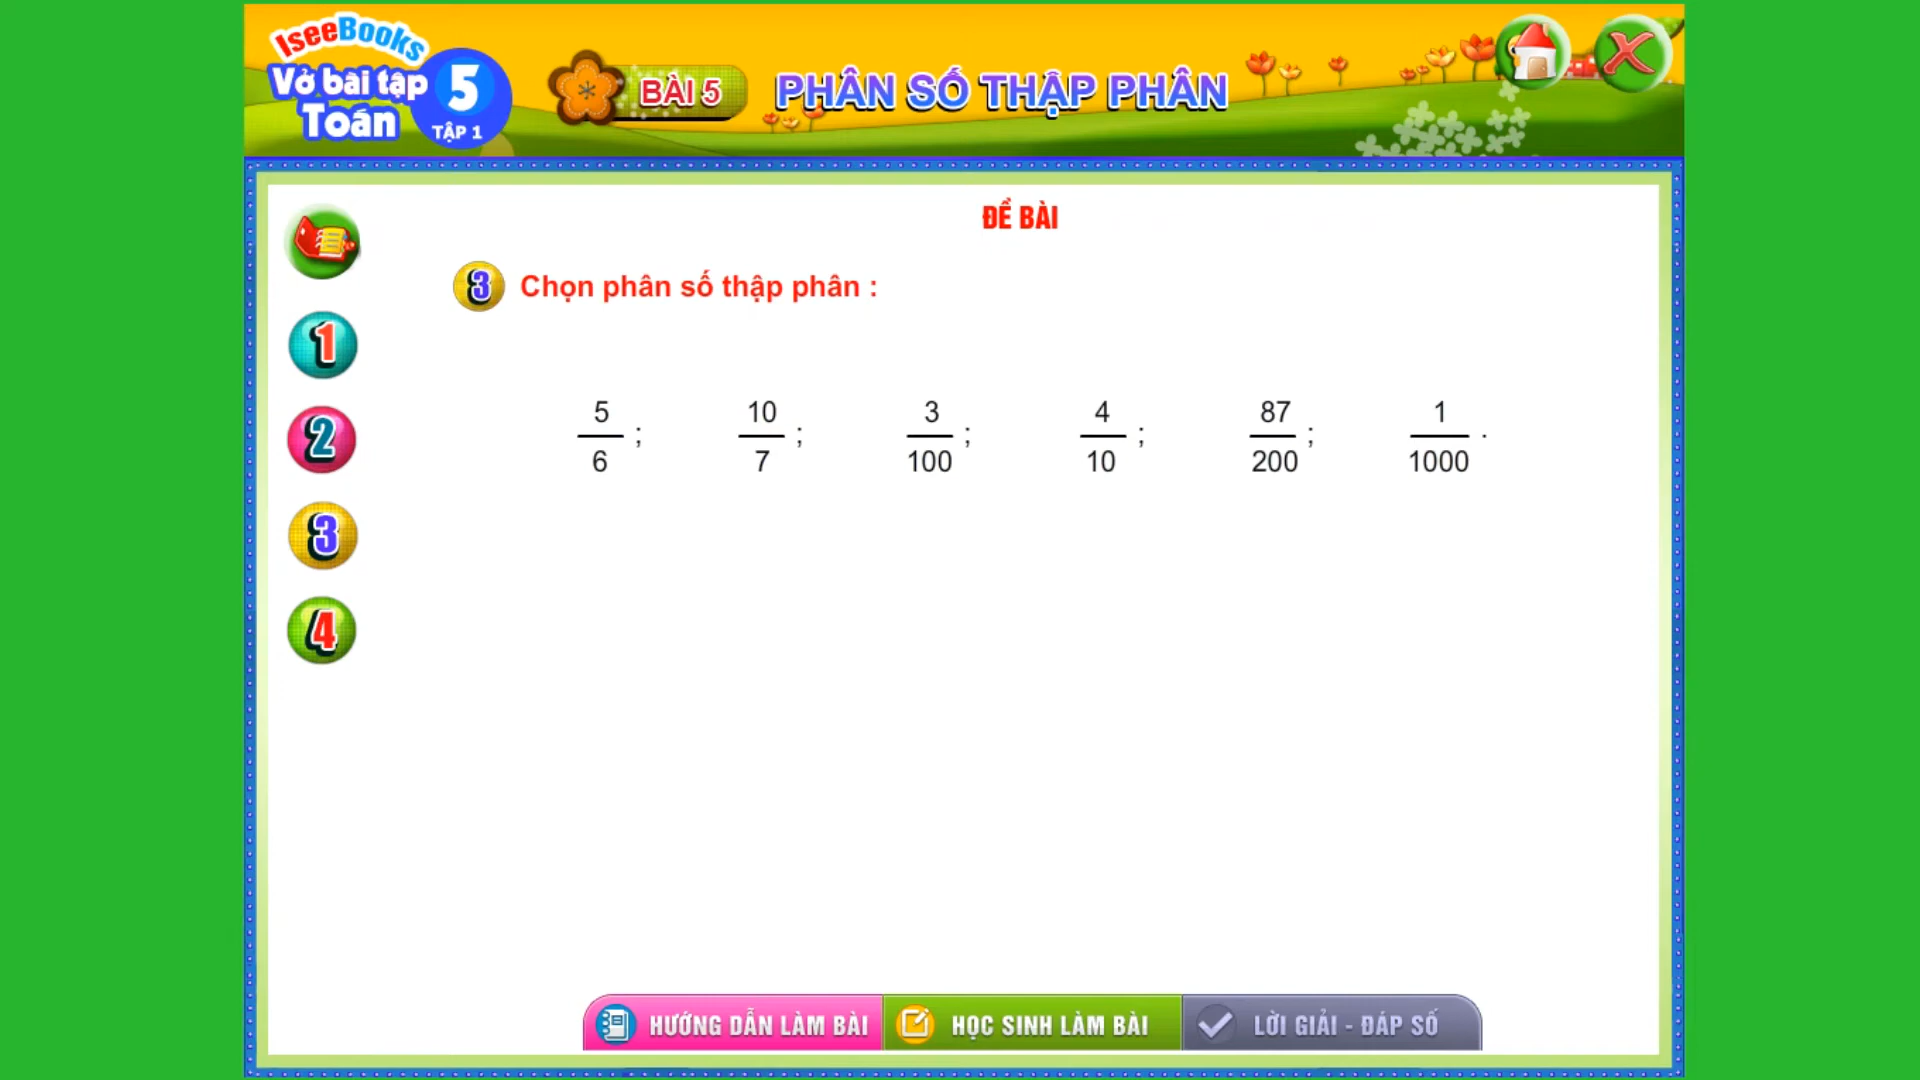 IseeBooks
Vở bài tập
Toán
5
TẬP 1
BÀI 5
PHÂN SỐ THẬP PHÂN
ĐỀ BÀI
3 Chọn phân số thập phân :
1
2
3
4
5/6 ; 10/7 ; 3/100 ; 4/10 ; 87/200 ; 1/1000 .
HƯỚNG DẪN LÀM BÀI
HỌC SINH LÀM BÀI
LỜI GIẢI - ĐÁP SỐ